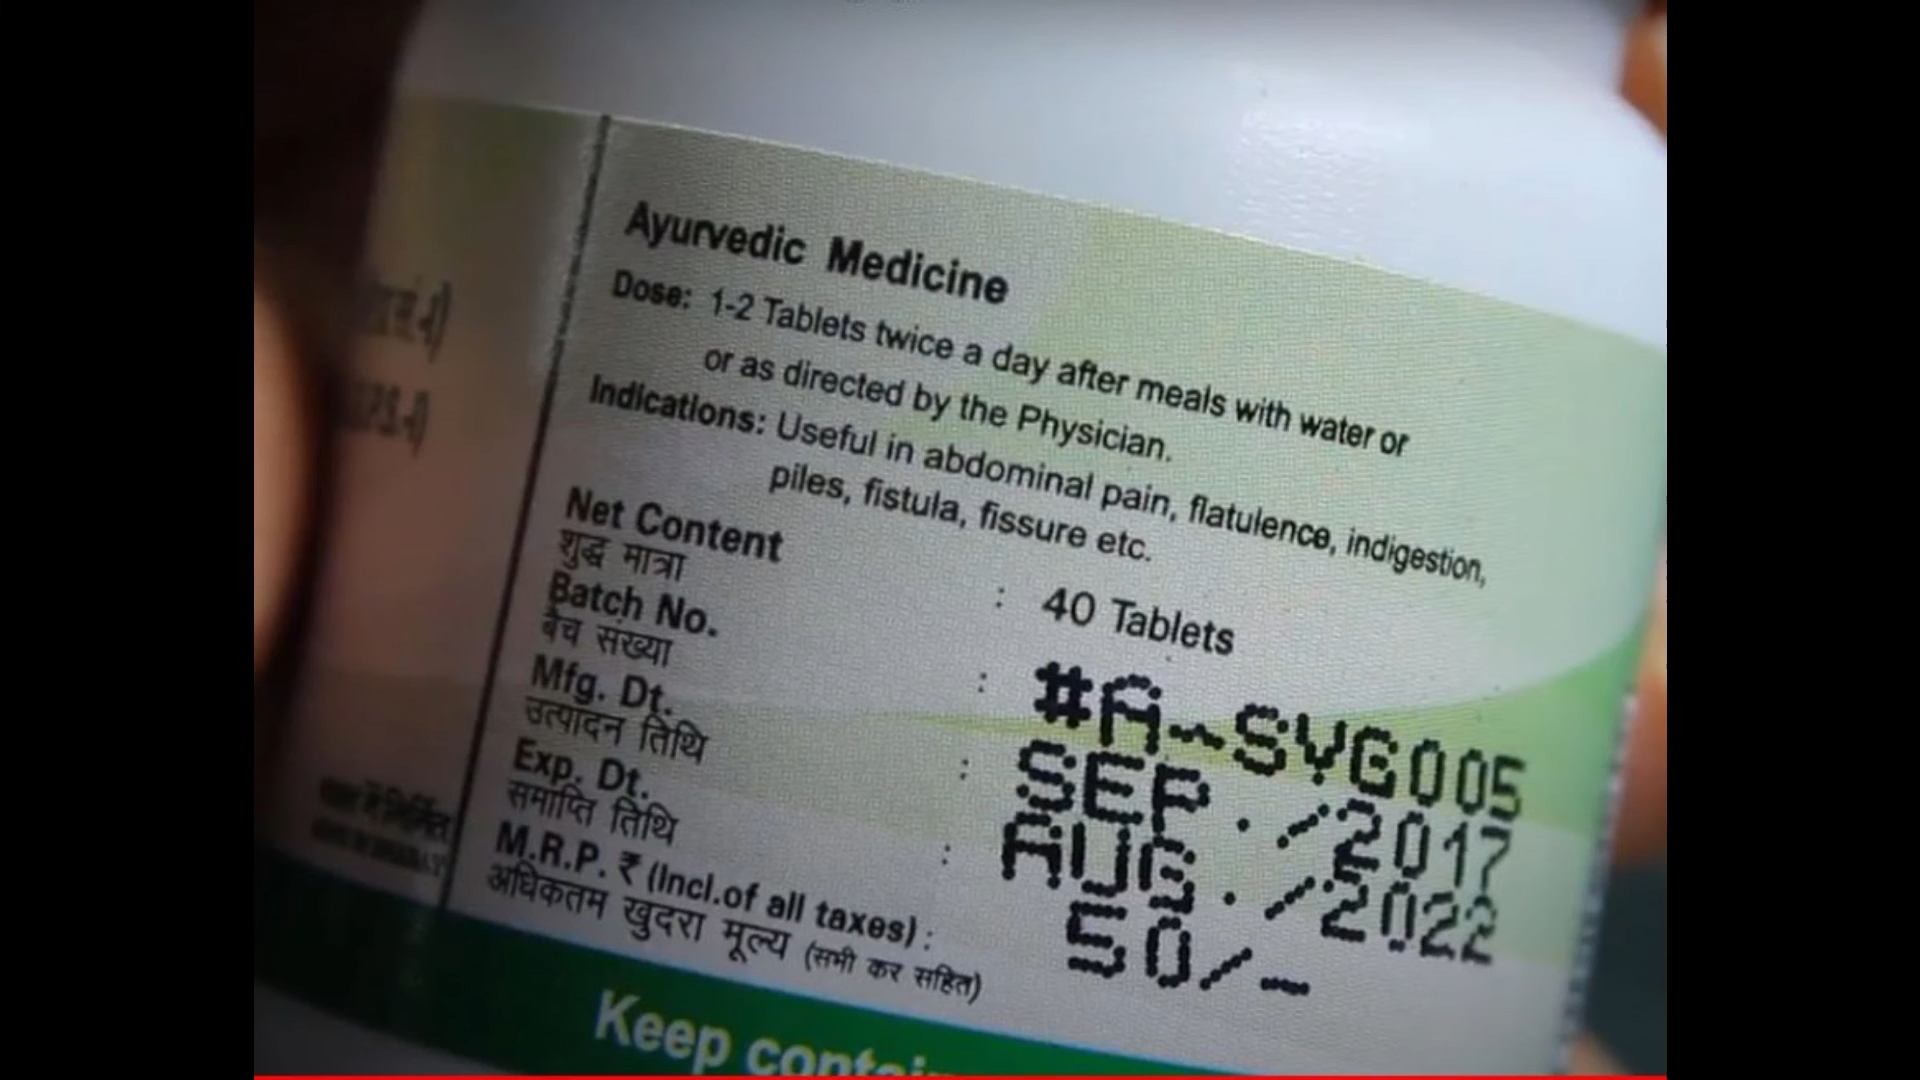 Ayurvedic Medicine
Dose: 1-2 Tablets twice a day after meals with water or
or as directed by the Physician.
Indications: Useful in abdominal pain, flatulence, indigestion,
piles, fistula, fissure etc.
Net Content : 40 Tablets
शुद्ध मात्रा
Batch No. : #A-SVG005
बैच संख्या
Mfg. Dt. : SEP./2017
उत्पादन तिथि
Exp. Dt. : AUG./2022
समाप्ति तिथि
M.R.P. ₹ (Incl.of all taxes) : 50/-
अधिकतम खुदरा मूल्य (सभी कर सहित)
Keep